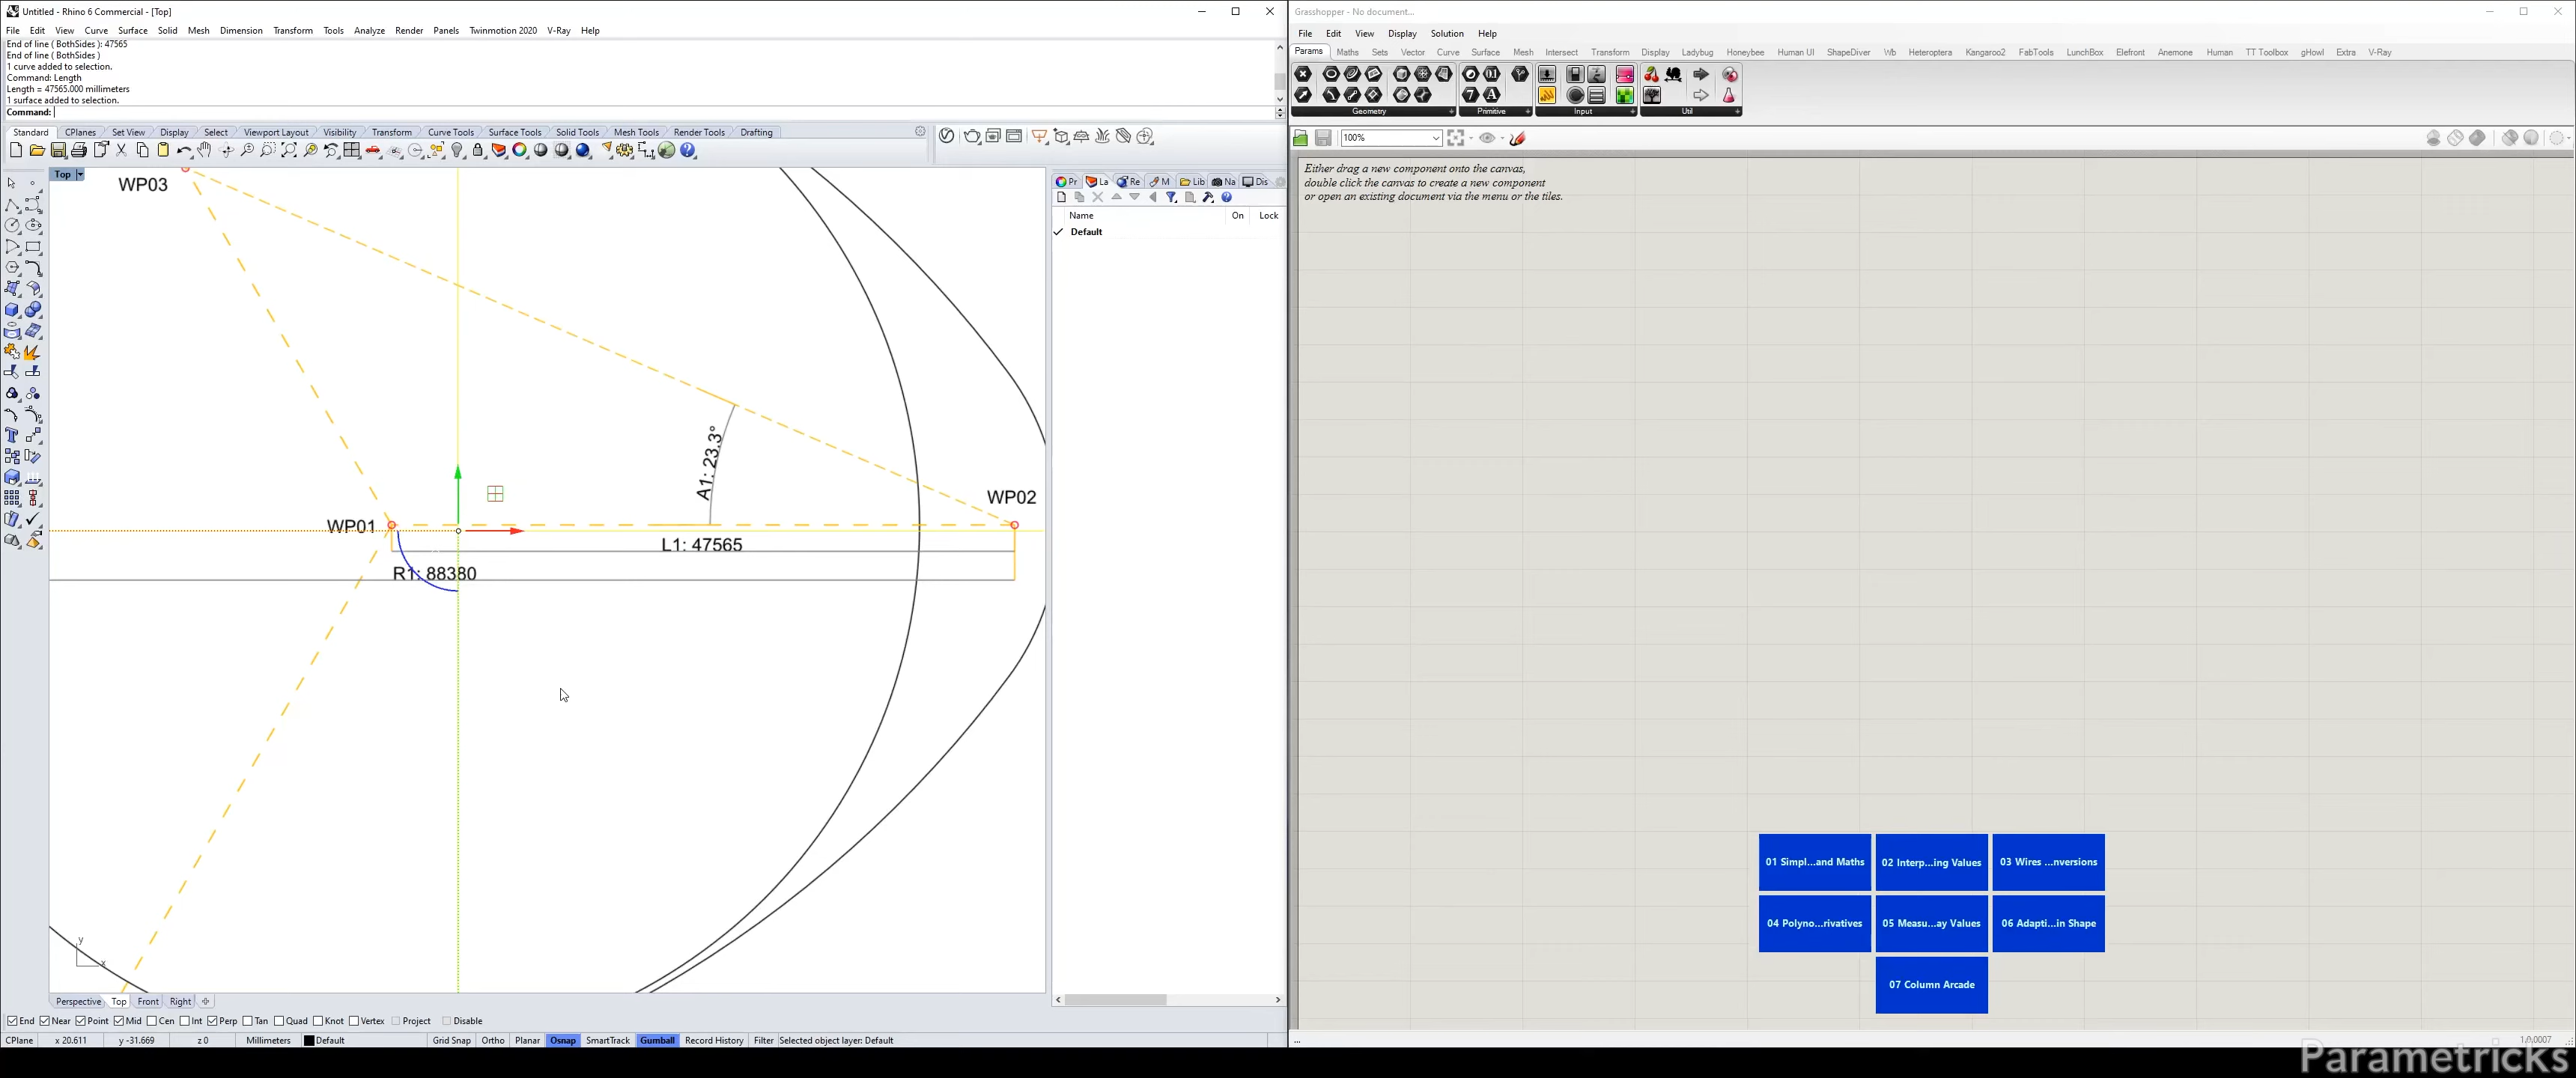 Untitled - Rhino 6 Commercial - [Top]
File Edit View Curve Surface Solid Mesh Dimension Transform Tools Analyze Render Panels Twinmotion 2020 V-Ray Help
End of line ( BothSides ): 47565
End of line ( BothSides )
1 curve added to selection.
Command: Length
Length = 47565.000 millimeters
1 surface added to selection.
Command:
Standard CPlanes Set View Display Select Viewport Layout Visibility Transform Curve Tools Surface Tools Solid Tools Mesh Tools Render Tools Drafting
Top
WP03
A1: 23.3°
WP02
WP01
L1: 47565
R1: 88380
y
x
Pr La Re M Lib Na Dis
Name On Lock
Default
Perspective Top Front Right
End Near Point Mid Cen Int Perp Tan Quad Knot Vertex Project Disable
CPlane x 20.611 y -31.669 z 0 Millimeters Default Grid Snap Ortho Planar Osnap SmartTrack Gumball Record History Filter Selected object layer: Default
Grasshopper - No document...
File Edit View Display Solution Help
Params Maths Sets Vector Curve Surface Mesh Intersect Transform Display Ladybug Honeybee Human UI ShapeDiver Wb Heteroptera Kangaroo2 FabTools LunchBox Elefront Anemone Human TT Toolbox gHowl Extra V-Ray
Geometry Primitive Input Util
100%
Either drag a new component onto the canvas,
double click the canvas to create a new component
or open an existing document via the menu or the tiles.
01 Simpl...and Maths 02 Interp...ing Values 03 Wires ...nversions
04 Polyno...rivatives 05 Measu...ay Values 06 Adapti...in Shape
07 Column Arcade
...
1.0.0007
Parametricks